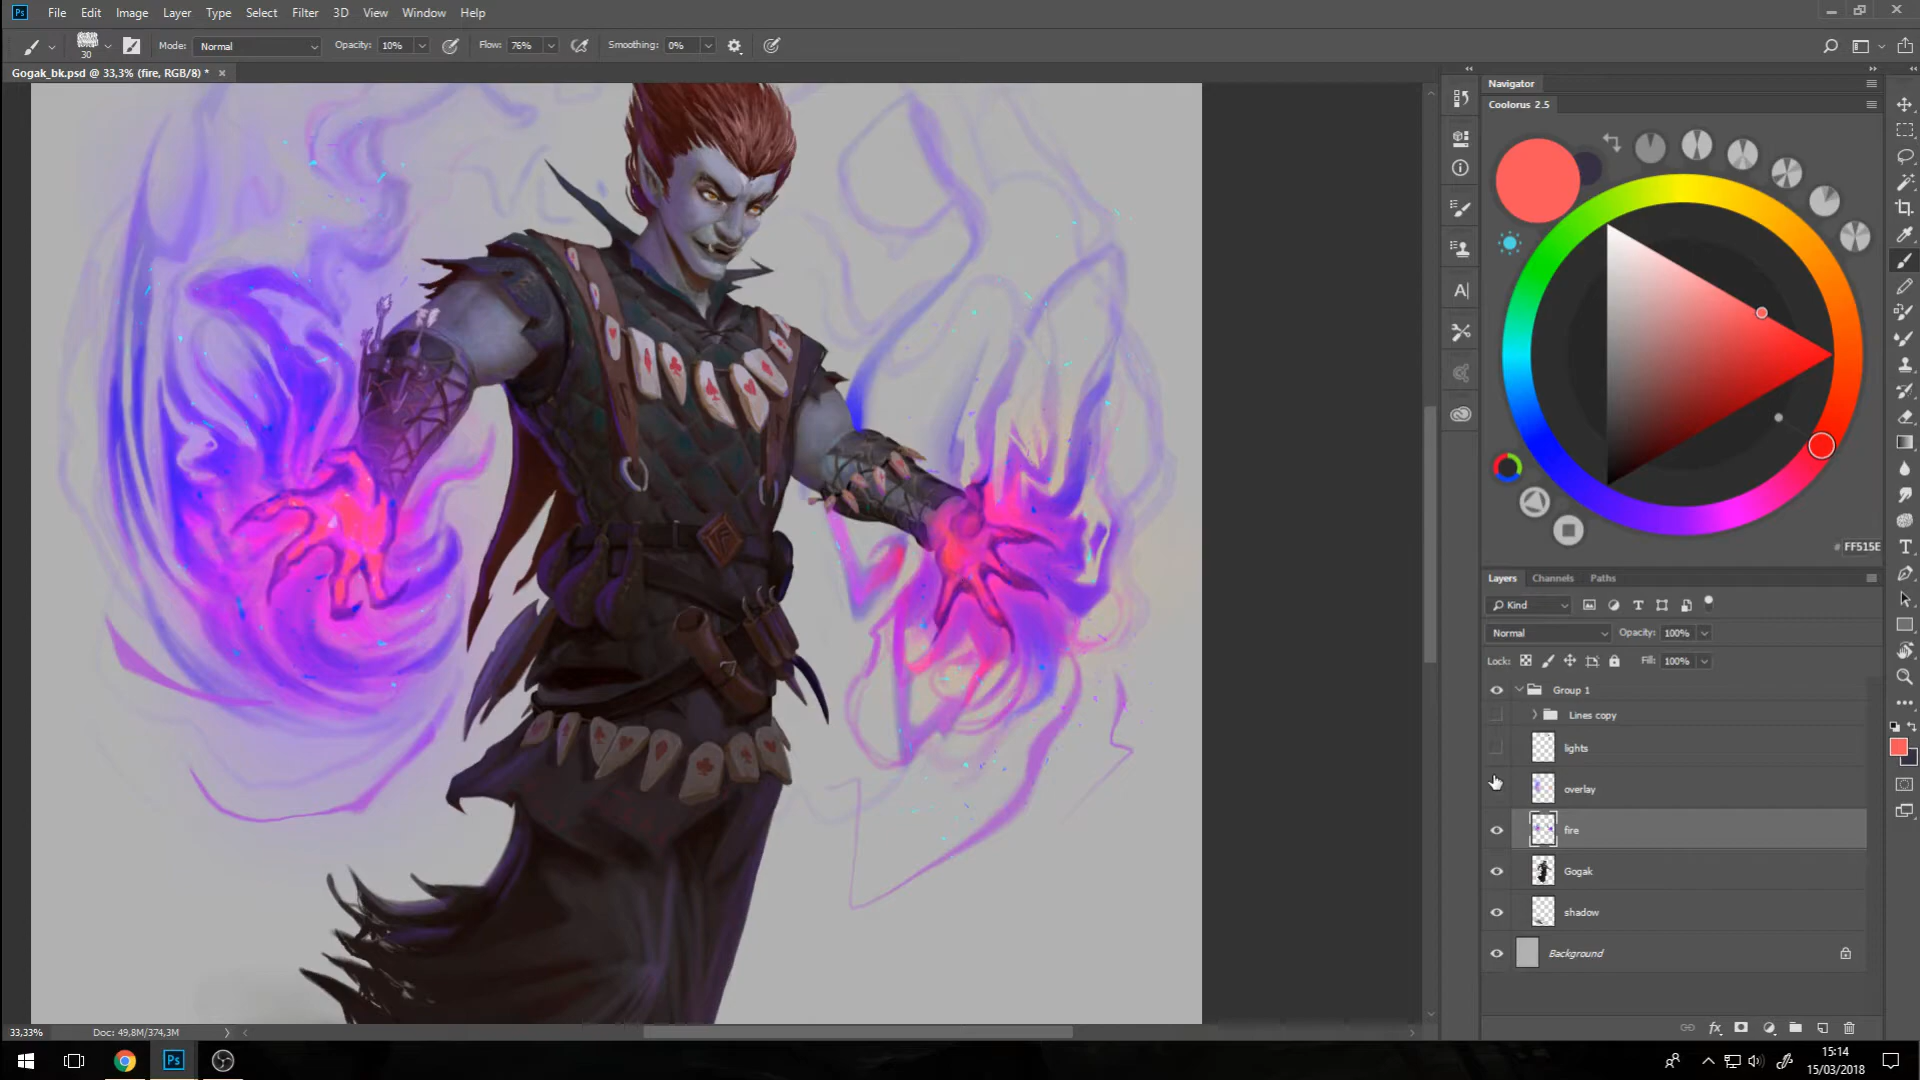 Ps File Edit Image Layer Type Select Filter 3D View Window Help
30 Mode: Normal Opacity: 10% Flow: 76% Smoothing: 0%
Gogak_bk.psd @ 33,3% (fire, RGB/8) *
Navigator
Coolorus 2.5
# FF515E
Layers Channels Paths
Kind
Normal Opacity: 100%
Lock: Fill: 100%
Group 1
Lines copy
lights
overlay
fire
Gogak
shadow
Background
33,33% Doc: 49,8M/374,3M
Ps
15:14
15/03/2018